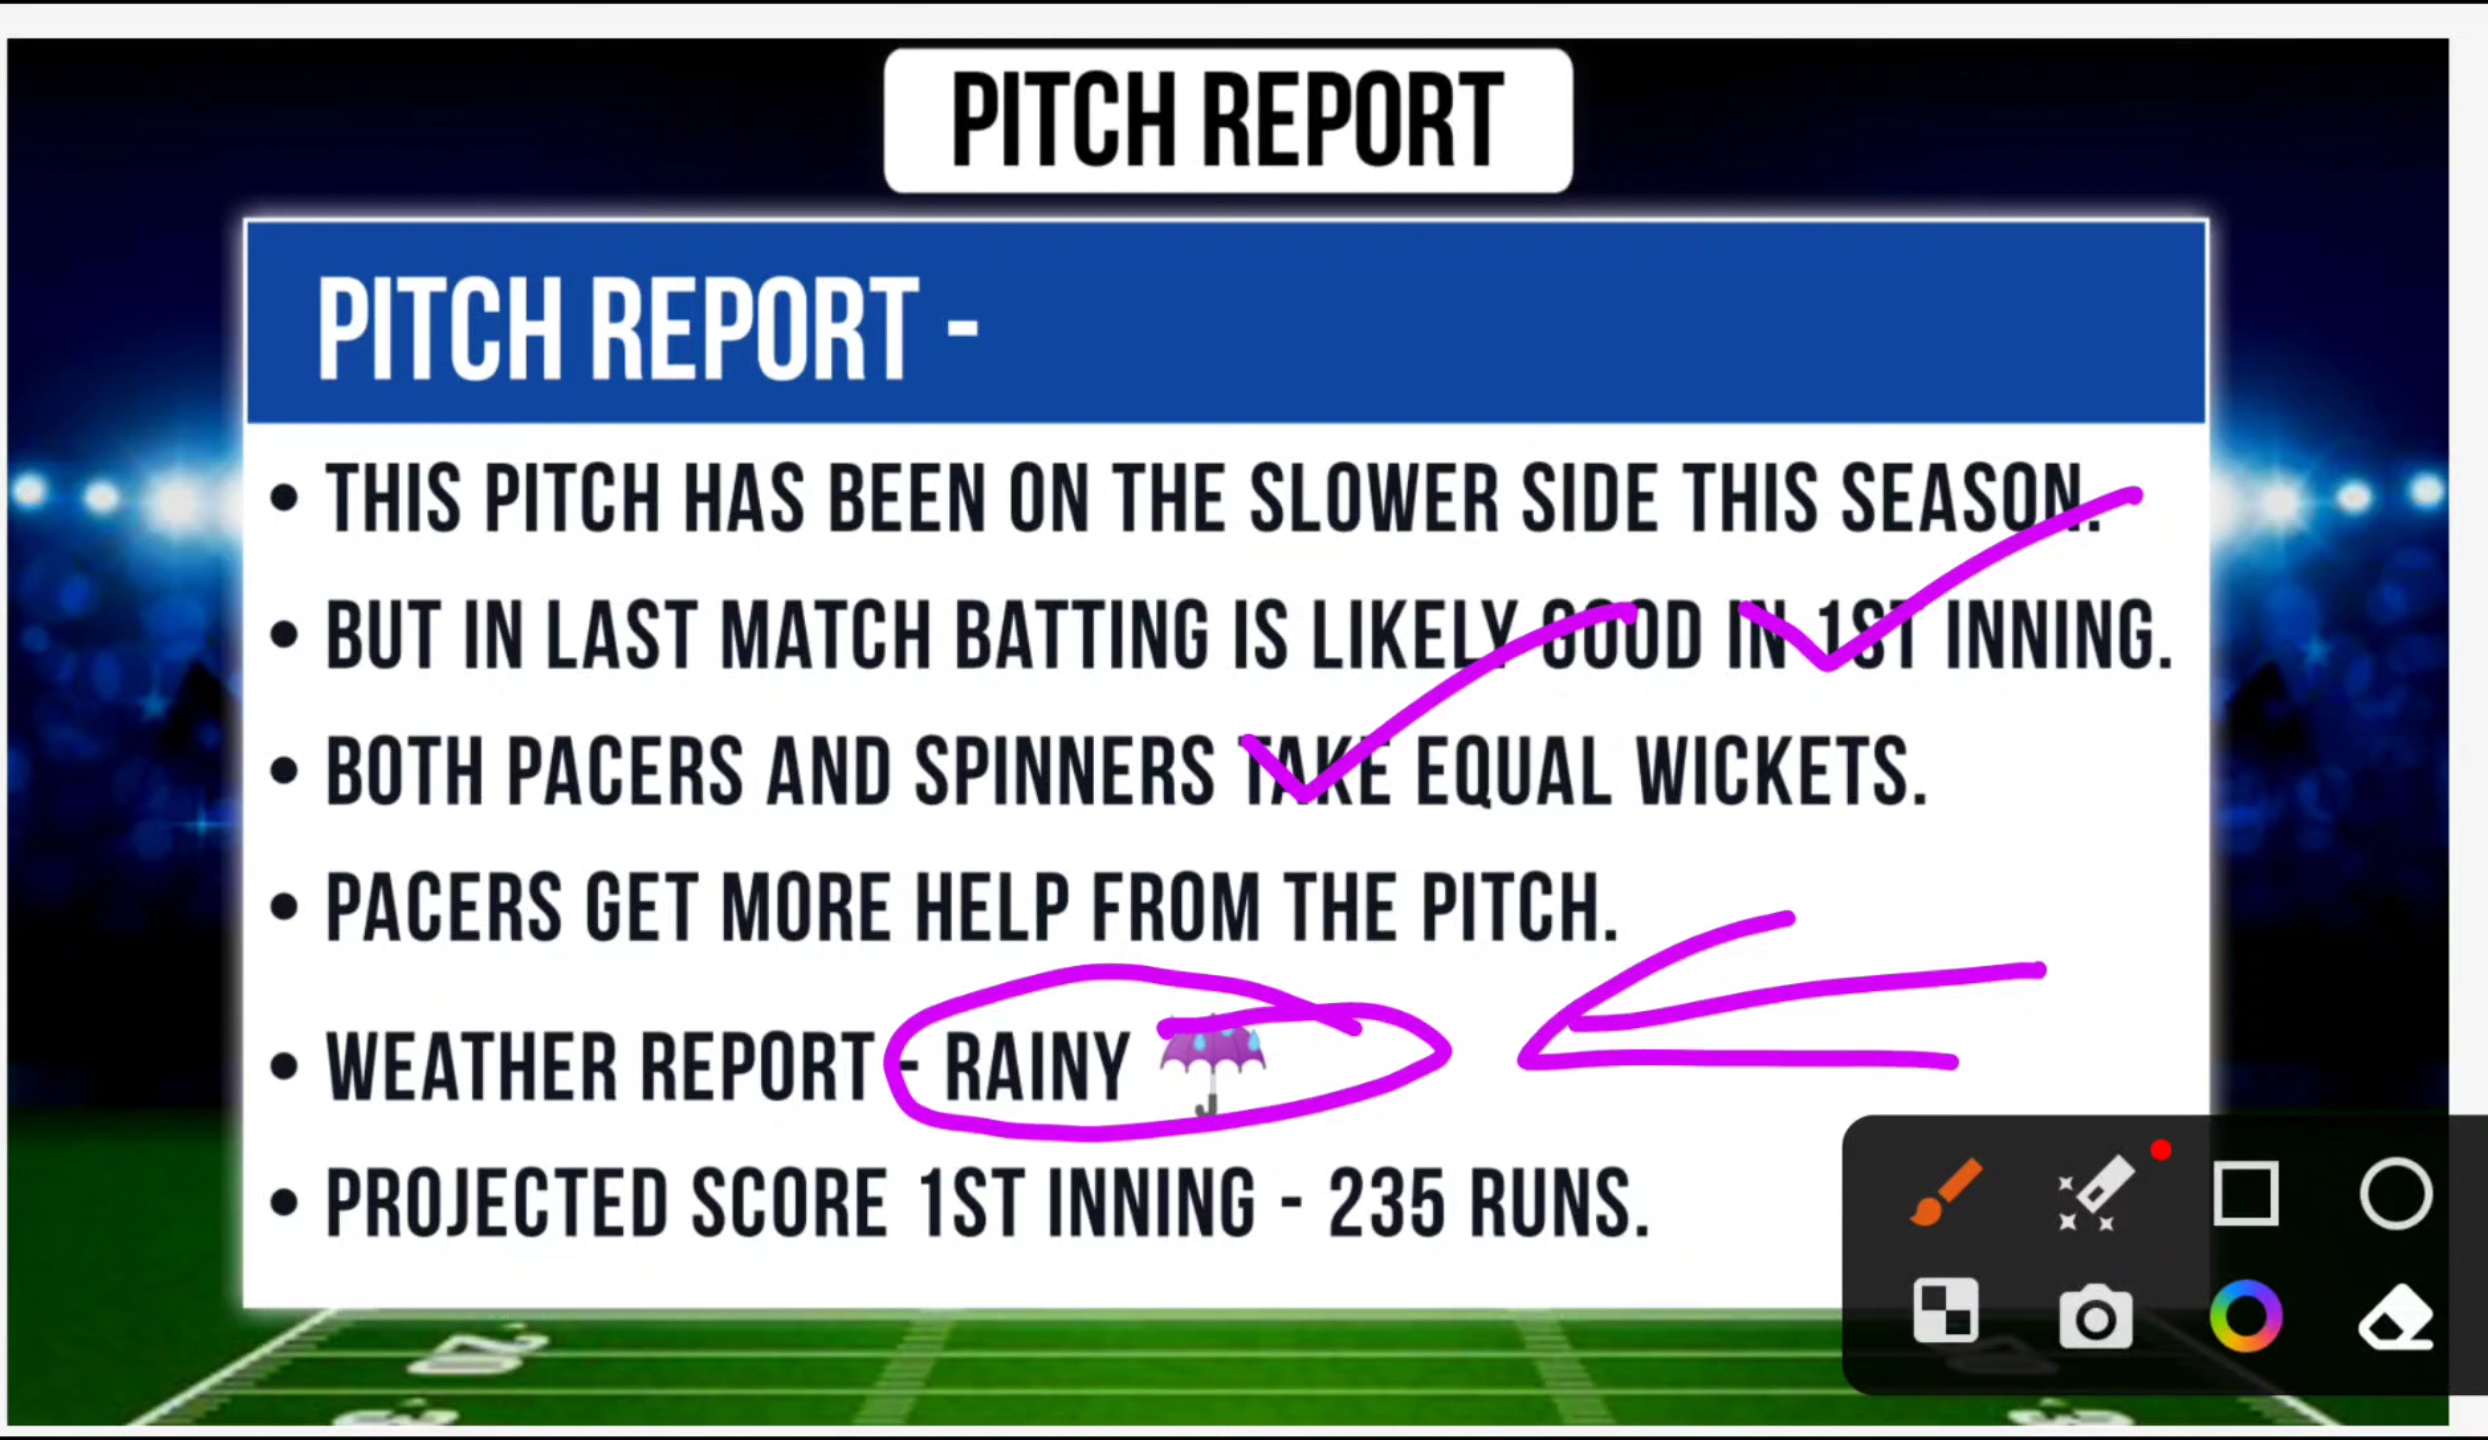 PITCH REPORT
PITCH REPORT -
• THIS PITCH HAS BEEN ON THE SLOWER SIDE THIS SEASON.
• BUT IN LAST MATCH BATTING IS LIKELY GOOD IN 1ST INNING.
• BOTH PACERS AND SPINNERS TAKE EQUAL WICKETS.
• PACERS GET MORE HELP FROM THE PITCH.
• WEATHER REPORT - RAINY ☔
• PROJECTED SCORE 1ST INNING - 235 RUNS.
20